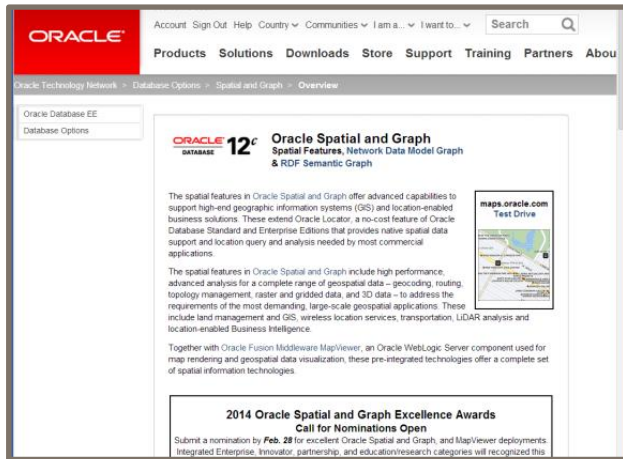 ORACLE
Account Sign Out Help Country Communities I am a... I want to... Search
Products Solutions Downloads Store Support Training Partners Abou
Oracle Technology Network > Database Options > Spatial and Graph > Overview
Oracle Database EE
Database Options
ORACLE DATABASE 12c
Oracle Spatial and Graph
Spatial Features, Network Data Model Graph
& RDF Semantic Graph
The spatial features in Oracle Spatial and Graph offer advanced capabilities to
support high-end geographic information systems (GIS) and location-enabled
business solutions. These extend Oracle Locator, a no-cost feature of Oracle
Database Standard and Enterprise Editions that provides native spatial data
support and location query and analysis needed by most commercial
applications.
maps.oracle.com
Test Drive
The spatial features in Oracle Spatial and Graph include high performance,
advanced analysis for a complete range of geospatial data – geocoding, routing,
topology management, raster and gridded data, and 3D data – to address the
requirements of the most demanding, large-scale geospatial applications. These
include land management and GIS, wireless location services, transportation, LiDAR analysis and
location-enabled Business Intelligence.
Together with Oracle Fusion Middleware MapViewer, an Oracle WebLogic Server component used for
map rendering and geospatial data visualization, these pre-integrated technologies offer a complete set
of spatial information technologies.
2014 Oracle Spatial and Graph Excellence Awards
Call for Nominations Open
Submit a nomination by Feb. 28 for excellent Oracle Spatial and Graph, and MapViewer deployments.
Integrated Enterprise, Innovator, partnership, and education/research categories will recognized this